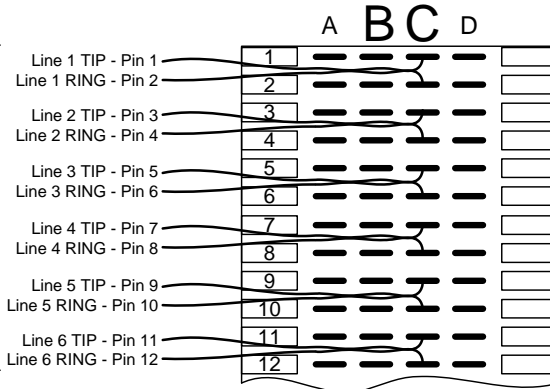 A B C D
Line 1 TIP - Pin 1
Line 1 RING - Pin 2
Line 2 TIP - Pin 3
Line 2 RING - Pin 4
Line 3 TIP - Pin 5
Line 3 RING - Pin 6
Line 4 TIP - Pin 7
Line 4 RING - Pin 8
Line 5 TIP - Pin 9
Line 5 RING - Pin 10
Line 6 TIP - Pin 11
Line 6 RING - Pin 12
1
2
3
4
5
6
7
8
9
10
11
12